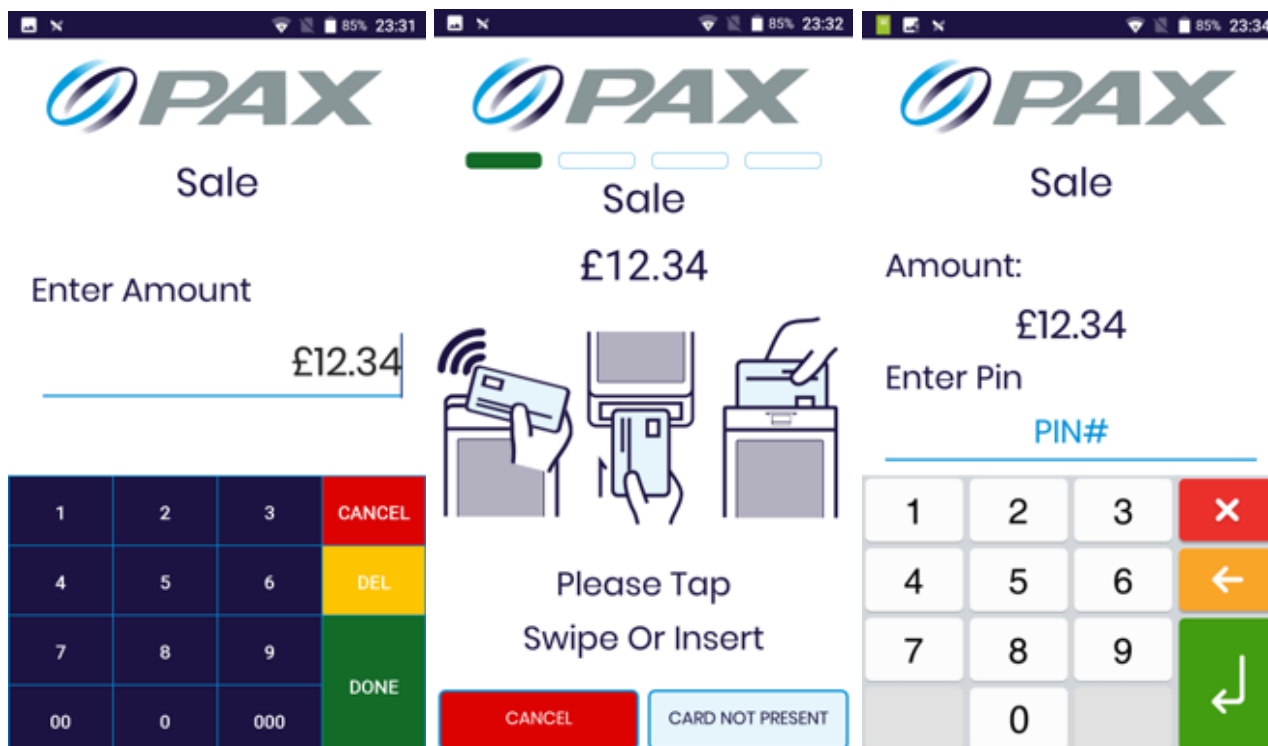 85% 23:31
PAX
Sale
Enter Amount
£12.34
1 2 3 CANCEL
4 5 6 DEL
7 8 9
DONE
00 0 000
85% 23:32
PAX
Sale
£12.34
Please Tap
Swipe Or Insert
CANCEL CARD NOT PRESENT
85% 23:34
PAX
Sale
Amount:
£12.34
Enter Pin
PIN#
1 2 3
4 5 6
7 8 9
0